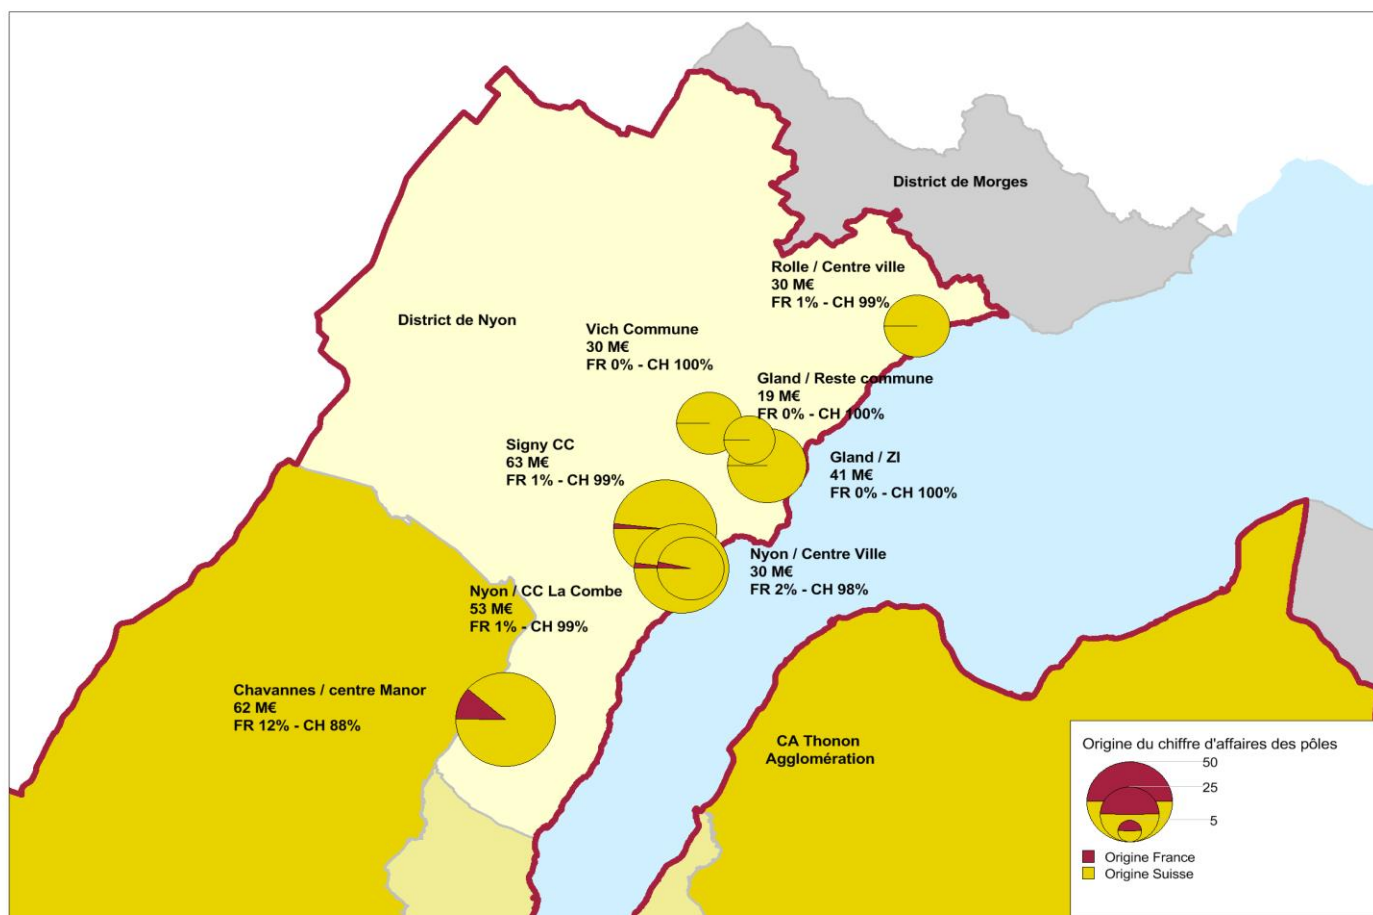 District de Morges
Rolle / Centre ville
30 M€
FR 1% - CH 99%
District de Nyon
Vich Commune
30 M€
FR 0% - CH 100%
Gland / Reste commune
19 M€
FR 0% - CH 100%
Signy CC
63 M€
FR 1% - CH 99%
Gland / ZI
41 M€
FR 0% - CH 100%
Nyon / Centre Ville
30 M€
FR 2% - CH 98%
Nyon / CC La Combe
53 M€
FR 1% - CH 99%
Chavannes / centre Manor
62 M€
FR 12% - CH 88%
CA Thonon
Agglomération
Origine du chiffre d'affaires des pôles
50
25
5
Origine France
Origine Suisse